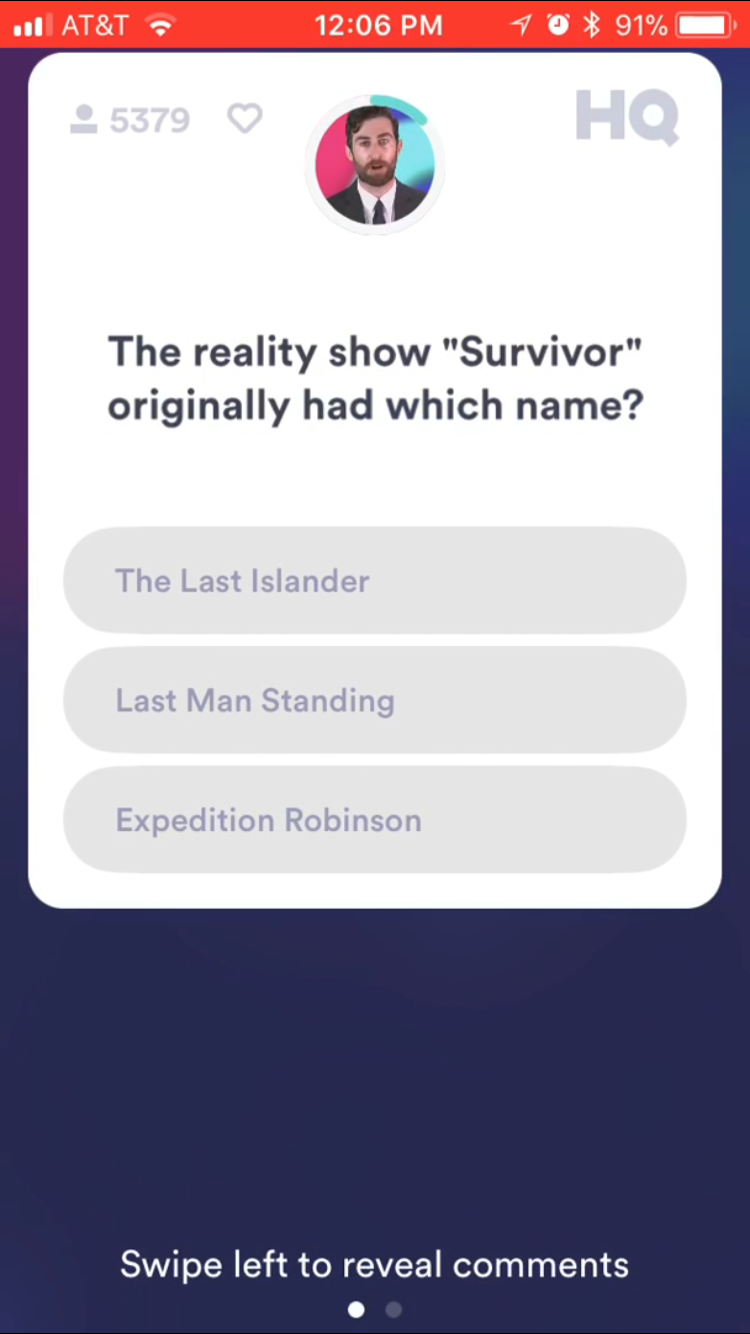 AT&T 12:06 PM 91%
5379 HQ
The reality show "Survivor"
originally had which name?
The Last Islander
Last Man Standing
Expedition Robinson
Swipe left to reveal comments